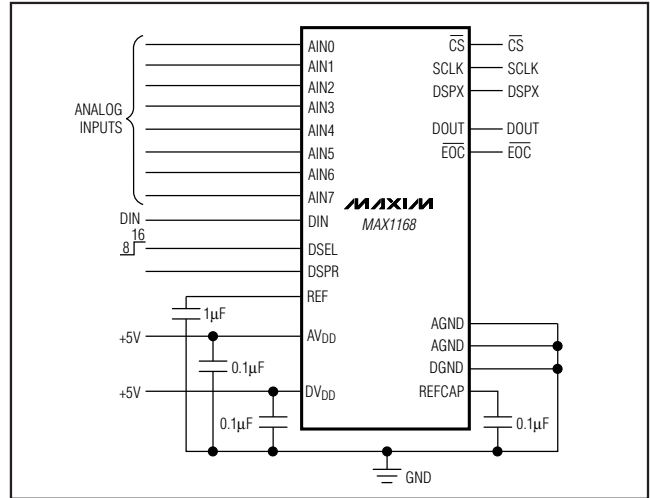 ANALOG
INPUTS
AIN0
AIN1
AIN2
AIN3
AIN4
AIN5
AIN6
AIN7
DIN
DIN
8 16
DSEL
DSPR
REF
1µF
+5V
AVDD
0.1µF
+5V
DVDD
0.1µF
MAXIM
MAX1168
CS
CS
SCLK
SCLK
DSPX
DSPX
DOUT
DOUT
EOC
EOC
AGND
AGND
DGND
REFCAP
0.1µF
GND